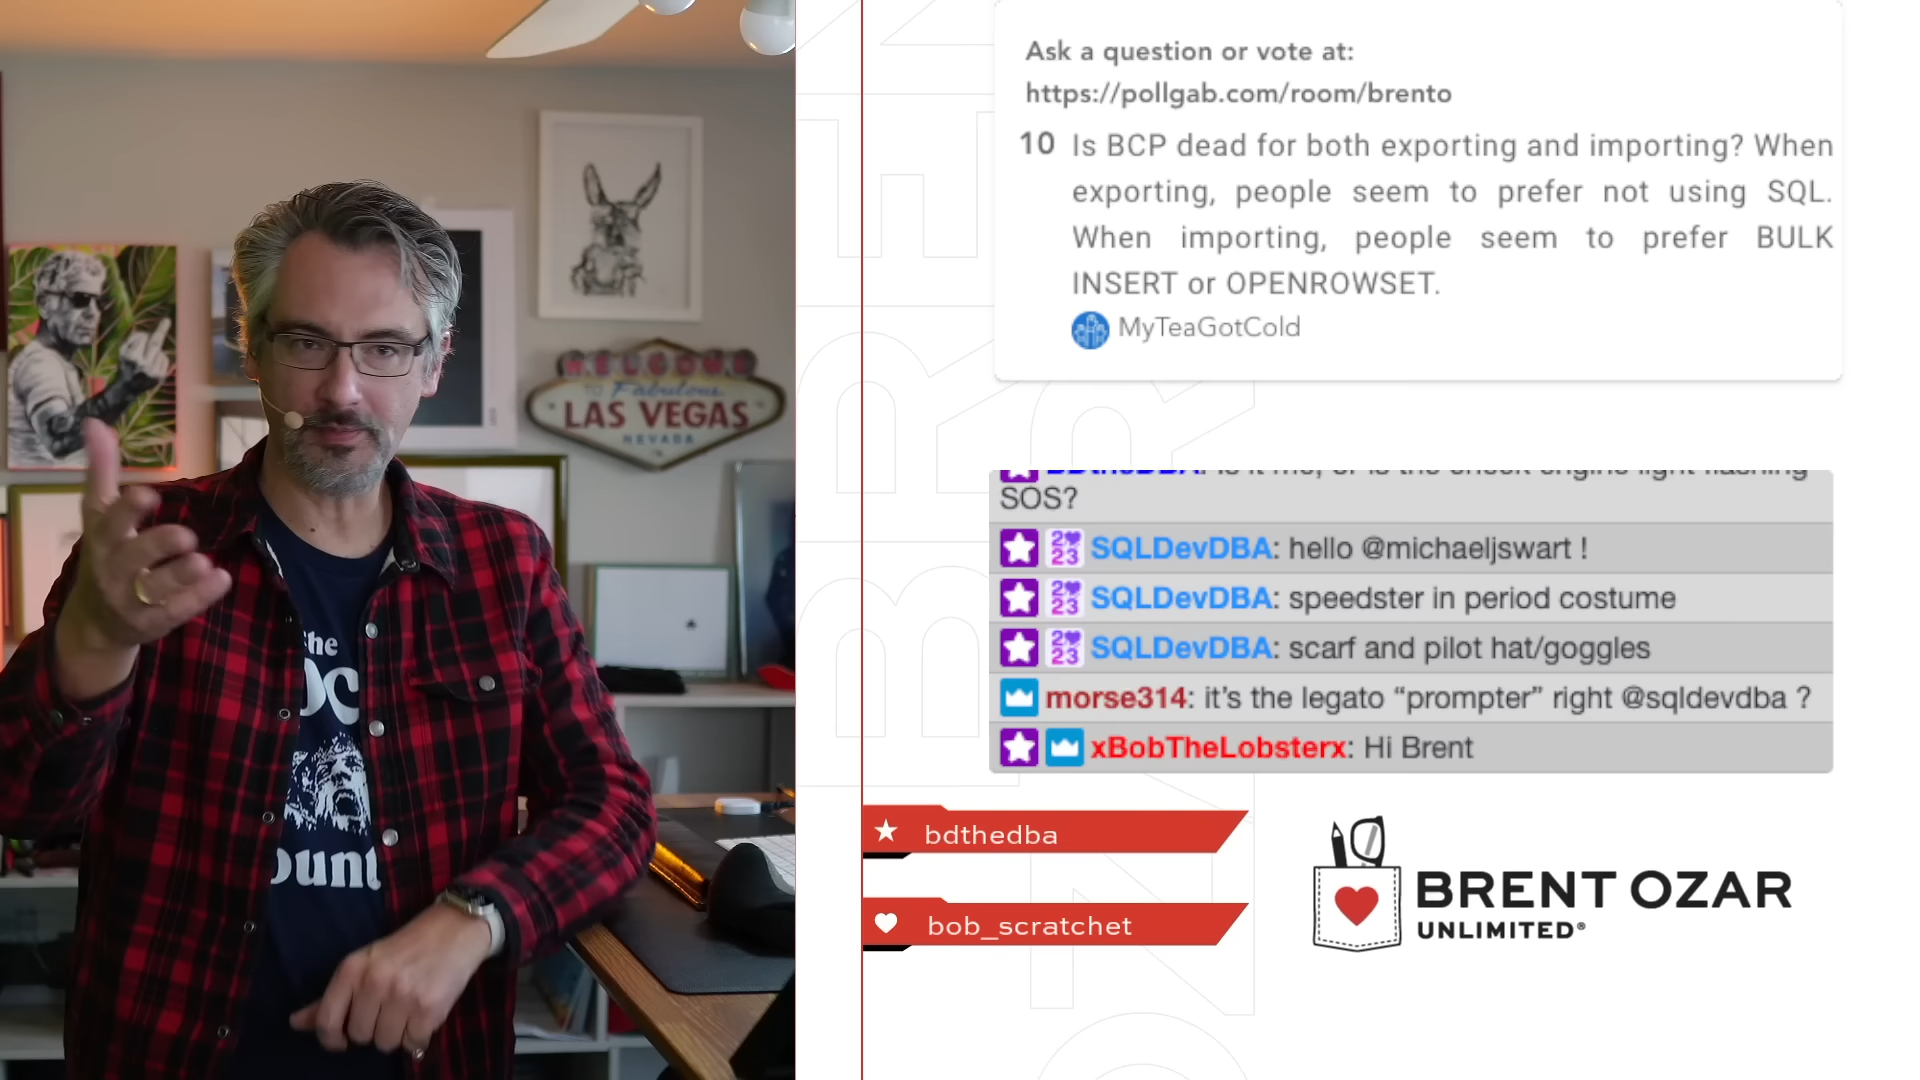 Ask a question or vote at:
https://pollgab.com/room/brento
10 Is BCP dead for both exporting and importing? When
exporting, people seem to prefer not using SQL.
When importing, people seem to prefer BULK
INSERT or OPENROWSET.
MyTeaGotCold
SOS?
SQLDevDBA: hello @michaeljswart !
SQLDevDBA: speedster in period costume
SQLDevDBA: scarf and pilot hat/goggles
morse314: it's the legato “prompter” right @sqldevdba ?
xBobTheLobsterx: Hi Brent
bdthedba
bob_scratchet
BRENT OZAR
UNLIMITED®
WELCOME
TO Fabulous
LAS VEGAS
NEVADA